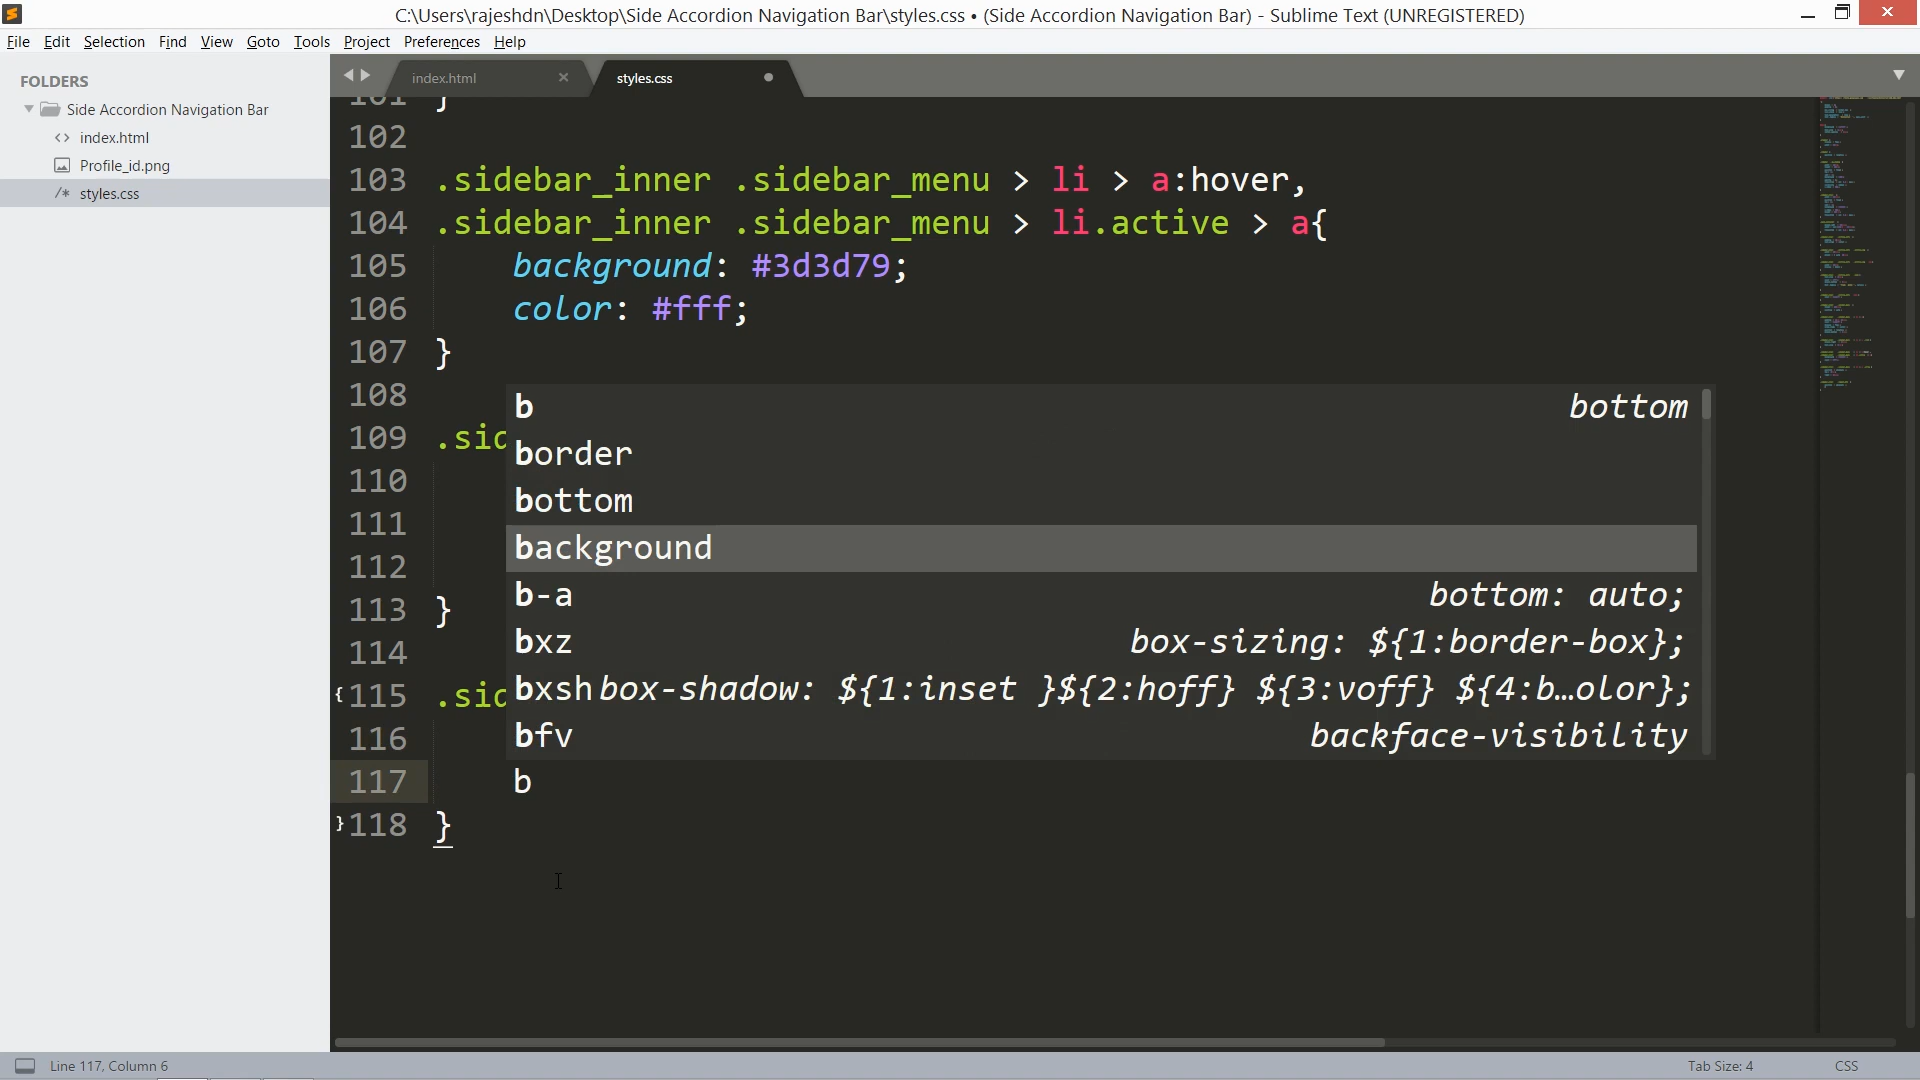 C:\Users\rajeshdn\Desktop\Side Accordion Navigation Bar\styles.css • (Side Accordion Navigation Bar) - Sublime Text (UNREGISTERED)
File Edit Selection Find View Goto Tools Project Preferences Help
FOLDERS
Side Accordion Navigation Bar
<> index.html
Profile_id.png
/* styles.css
index.html
styles.css
101 }
102
103 .sidebar_inner .sidebar_menu > li > a:hover,
104 .sidebar_inner .sidebar_menu > li.active > a{
105 background: #3d3d79;
106 color: #fff;
107 }
108
109 .sid
110
111
112
113 }
114
115 .sid
116
117 b
118 }
b bottom
border
bottom
background
b-a bottom: auto;
bxz box-sizing: ${1:border-box};
bxsh box-shadow: ${1:inset }${2:hoff} ${3:voff} ${4:b…olor};
bfv backface-visibility
Line 117, Column 6
Tab Size: 4
CSS